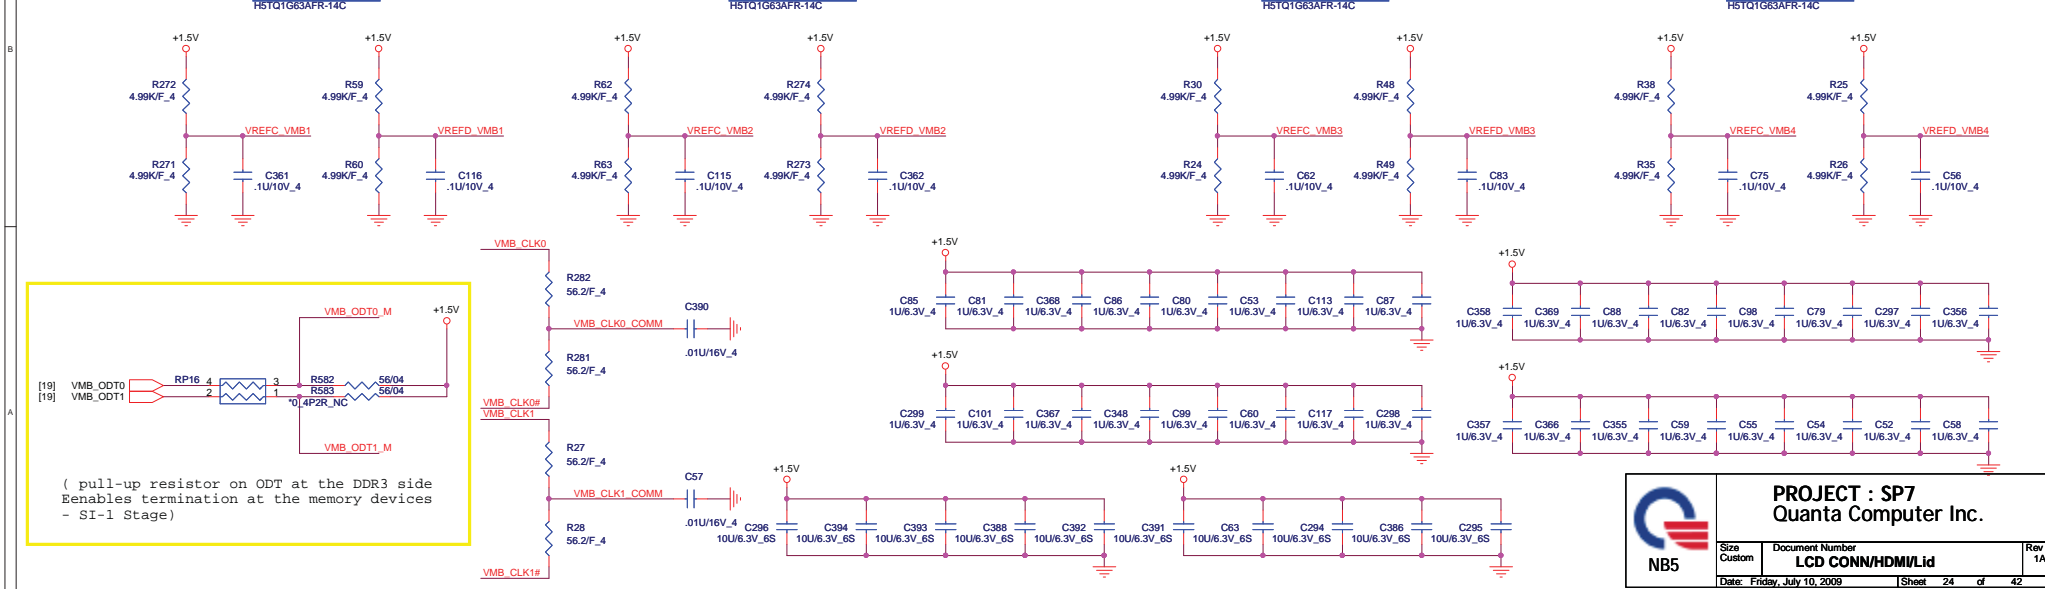 H5TQ1G63AFR-14C H5TQ1G63AFR-14C H5TQ1G63AFR-14C H5TQ1G63AFR-14C
B
+1.5V +1.5V +1.5V +1.5V +1.5V +1.5V +1.5V +1.5V
R272 R59 R62 R274 R30 R48 R38 R25
4.99K/F_4 4.99K/F_4 4.99K/F_4 4.99K/F_4 4.99K/F_4 4.99K/F_4 4.99K/F_4 4.99K/F_4
VREFC_VMB1 VREFD_VMB1 VREFC_VMB2 VREFD_VMB2 VREFC_VMB3 VREFD_VMB3 VREFC_VMB4 VREFD_VMB4
R271 R60 R63 R273 R24 R49 R35 R26
4.99K/F_4 4.99K/F_4 4.99K/F_4 4.99K/F_4 4.99K/F_4 4.99K/F_4 4.99K/F_4 4.99K/F_4
C361 C116 C115 C362 C62 C83 C75 C56
.1U/10V_4 .1U/10V_4 .1U/10V_4 .1U/10V_4 .1U/10V_4 .1U/10V_4 .1U/10V_4 .1U/10V_4
VMB_CLK0
R282
56.2/F_4
VMB_CLK0_COMM
C390
.01U/16V_4
R281
56.2/F_4
VMB_CLK0#
VMB_CLK1
R27
56.2/F_4
VMB_CLK1_COMM
C57
.01U/16V_4
R28
56.2/F_4
VMB_CLK1#
VMB_ODT0_M
+1.5V
[19] VMB_ODT0 RP16 4 3 R582 56/04
[19] VMB_ODT1 2 1 R583 56/04
*0_4P2R_NC
VMB_ODT1_M
( pull-up resistor on ODT at the DDR3 side
Eenables termination at the memory devices
- SI-1 Stage)
A
+1.5V
C85 C81 C368 C86 C80 C53 C113 C87
1U/6.3V_4 1U/6.3V_4 1U/6.3V_4 1U/6.3V_4 1U/6.3V_4 1U/6.3V_4 1U/6.3V_4 1U/6.3V_4
+1.5V
C358 C369 C88 C82 C98 C79 C297 C356
1U/6.3V_4 1U/6.3V_4 1U/6.3V_4 1U/6.3V_4 1U/6.3V_4 1U/6.3V_4 1U/6.3V_4 1U/6.3V_4
+1.5V
C299 C101 C367 C348 C99 C60 C117 C298
1U/6.3V_4 1U/6.3V_4 1U/6.3V_4 1U/6.3V_4 1U/6.3V_4 1U/6.3V_4 1U/6.3V_4 1U/6.3V_4
+1.5V
C357 C366 C355 C59 C55 C54 C52 C58
1U/6.3V_4 1U/6.3V_4 1U/6.3V_4 1U/6.3V_4 1U/6.3V_4 1U/6.3V_4 1U/6.3V_4 1U/6.3V_4
+1.5V
C296 C394 C393 C388 C392
10U/6.3V_6S 10U/6.3V_6S 10U/6.3V_6S 10U/6.3V_6S 10U/6.3V_6S
+1.5V
C391 C63 C294 C386 C295
10U/6.3V_6S 10U/6.3V_6S 10U/6.3V_6S 10U/6.3V_6S 10U/6.3V_6S
PROJECT : SP7
Quanta Computer Inc.
NB5
Size Document Number Rev
Custom LCD CONN/HDMI/Lid 1A
Date: Friday, July 10, 2009 Sheet 24 of 42